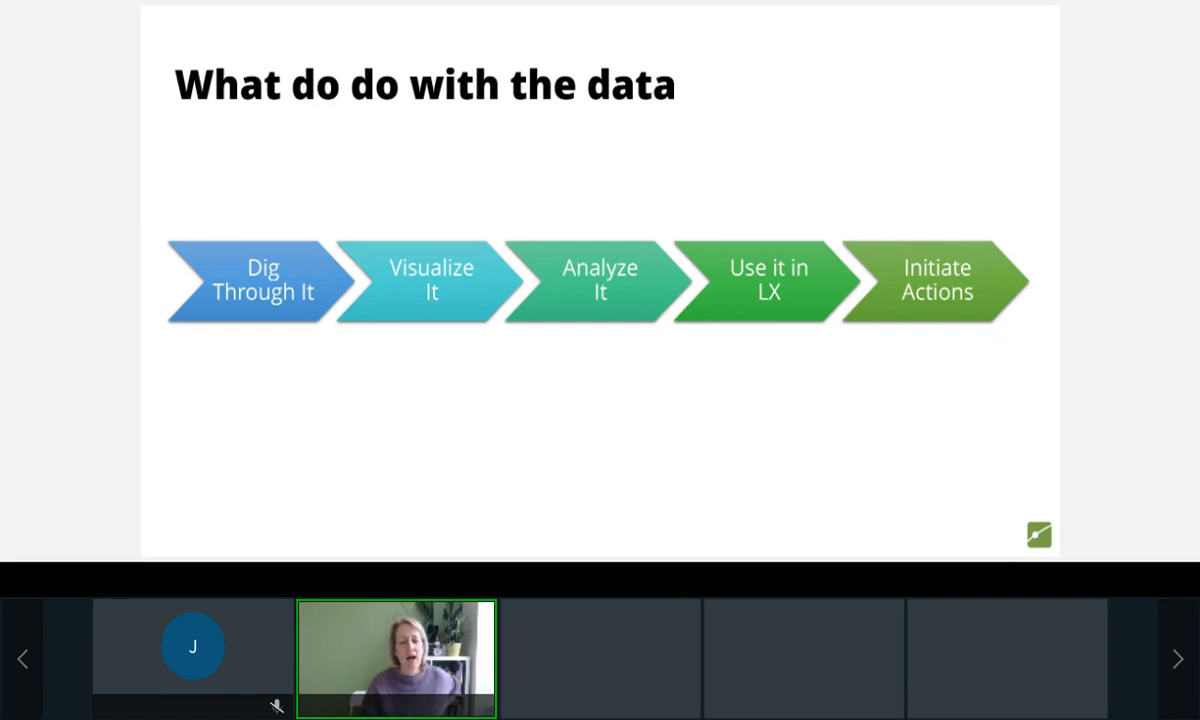 What do do with the data
Dig
Through It
Visualize
It
Analyze
It
Use it in
LX
Initiate
Actions
J